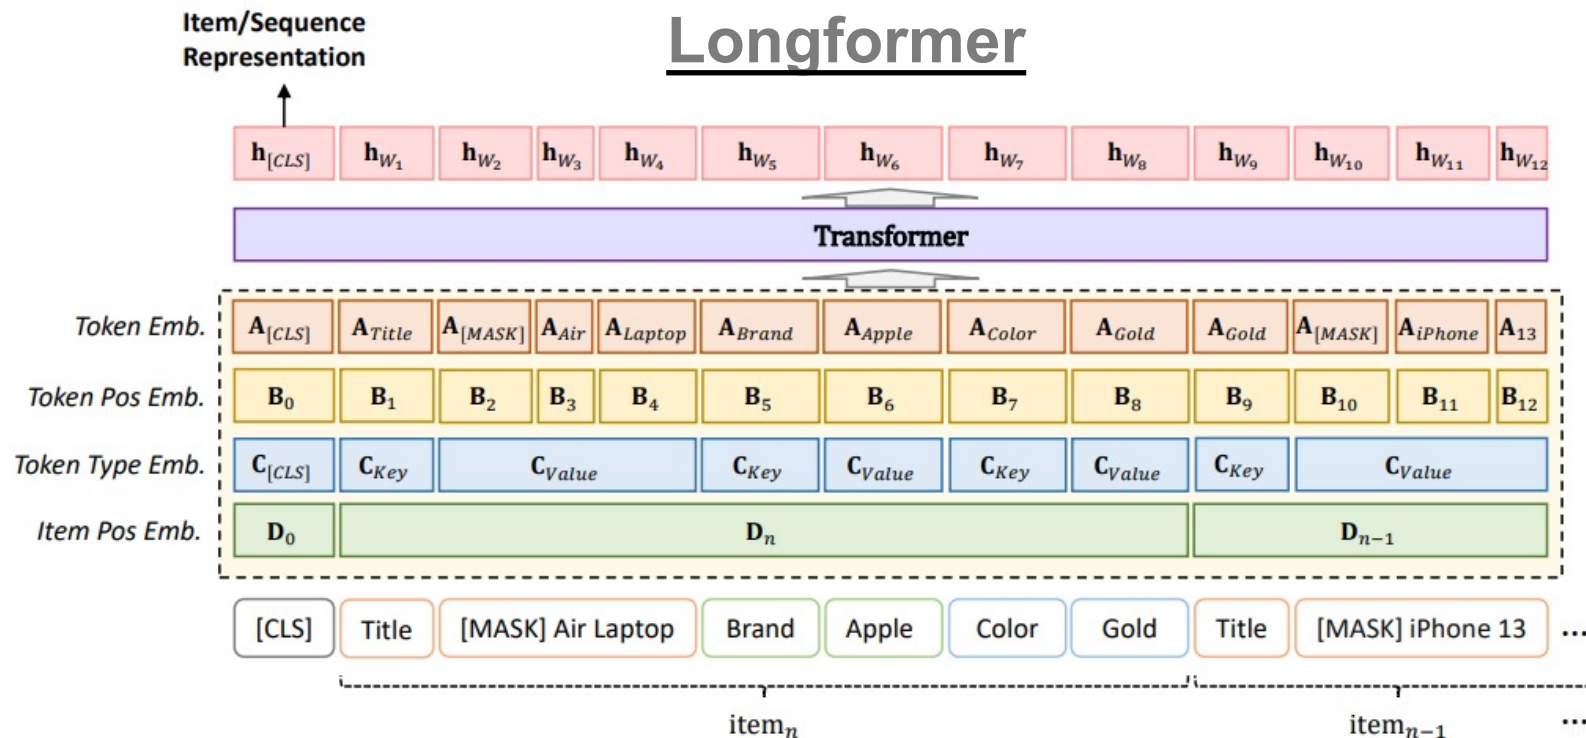 Item/Sequence
Representation
Longformer
h[CLS] hW1 hW2 hW3 hW4 hW5 hW6 hW7 hW8 hW9 hW10 hW11 hW12
Transformer
Token Emb. A[CLS] ATitle A[MASK] AAir ALaptop ABrand AApple AColor AGold AGold A[MASK] AiPhone A13
Token Pos Emb. B0 B1 B2 B3 B4 B5 B6 B7 B8 B9 B10 B11 B12
Token Type Emb. C[CLS] CKey CValue CKey CValue CKey CValue CKey CValue
Item Pos Emb. D0 Dn Dn−1
[CLS] Title [MASK] Air Laptop Brand Apple Color Gold Title [MASK] iPhone 13 ...
itemn itemn−1 ...